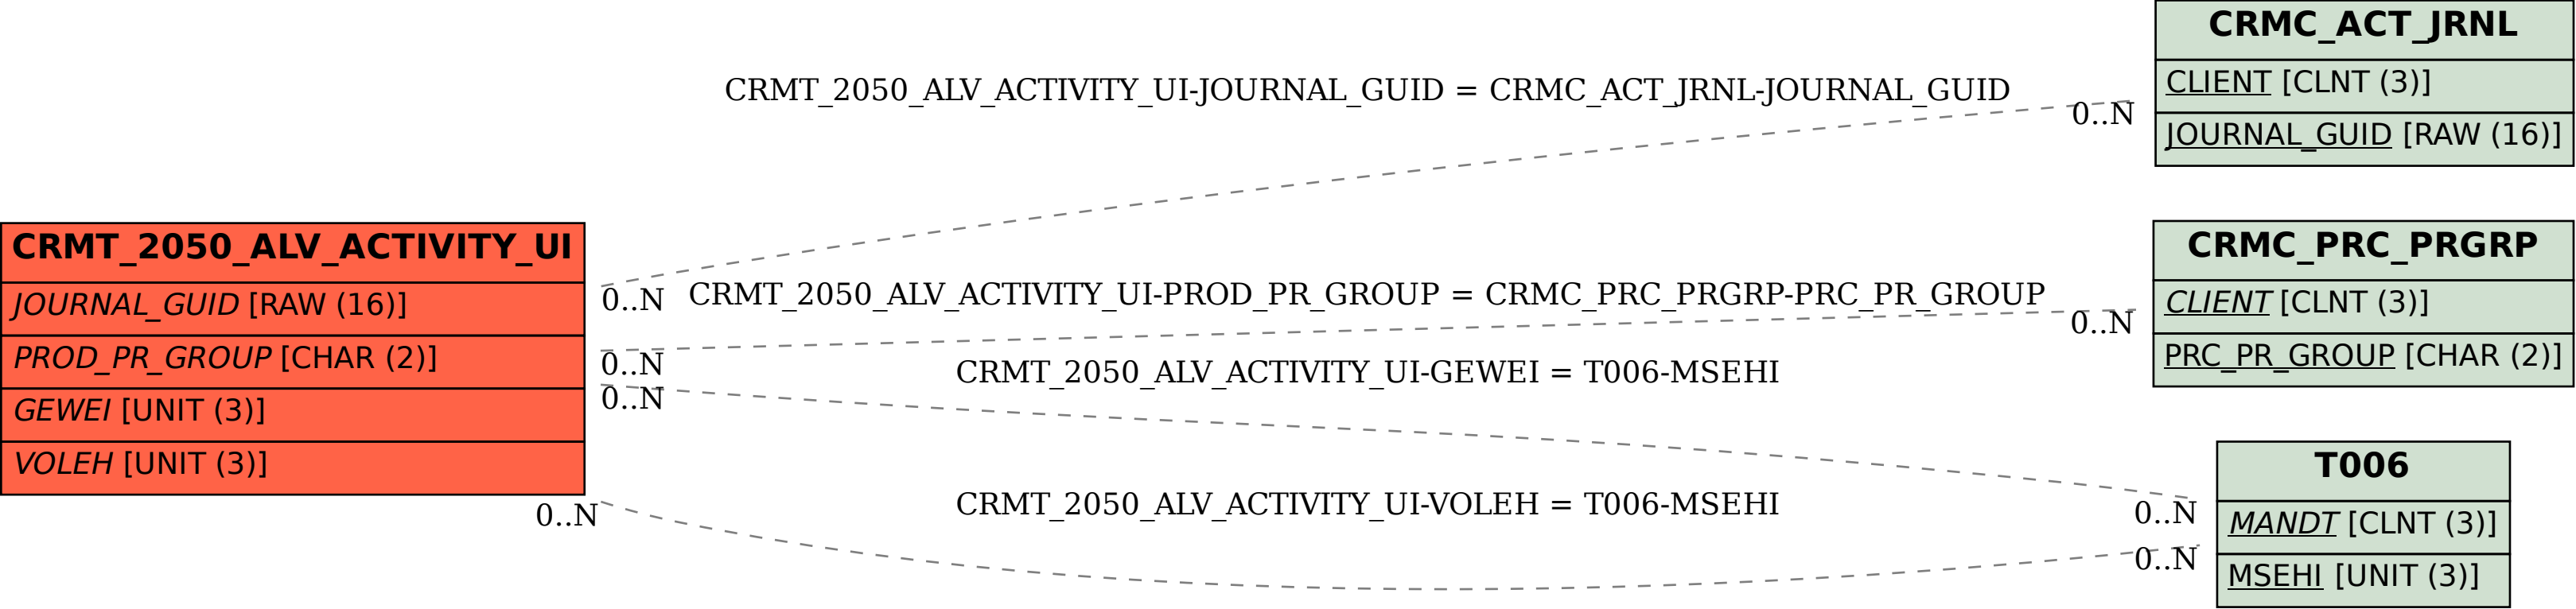 CRMC_ACT_JRNL
CLIENT [CLNT (3)]
JOURNAL_GUID [RAW (16)]
CRMT_2050_ALV_ACTIVITY_UI-JOURNAL_GUID = CRMC_ACT_JRNL-JOURNAL_GUID
0..N
CRMT_2050_ALV_ACTIVITY_UI
JOURNAL_GUID [RAW (16)]
PROD_PR_GROUP [CHAR (2)]
GEWEI [UNIT (3)]
VOLEH [UNIT (3)]
0..N
CRMT_2050_ALV_ACTIVITY_UI-PROD_PR_GROUP = CRMC_PRC_PRGRP-PRC_PR_GROUP
0..N
0..N
0..N
CRMC_PRC_PRGRP
CLIENT [CLNT (3)]
PRC_PR_GROUP [CHAR (2)]
CRMT_2050_ALV_ACTIVITY_UI-GEWEI = T006-MSEHI
CRMT_2050_ALV_ACTIVITY_UI-VOLEH = T006-MSEHI
0..N
0..N
0..N
T006
MANDT [CLNT (3)]
MSEHI [UNIT (3)]